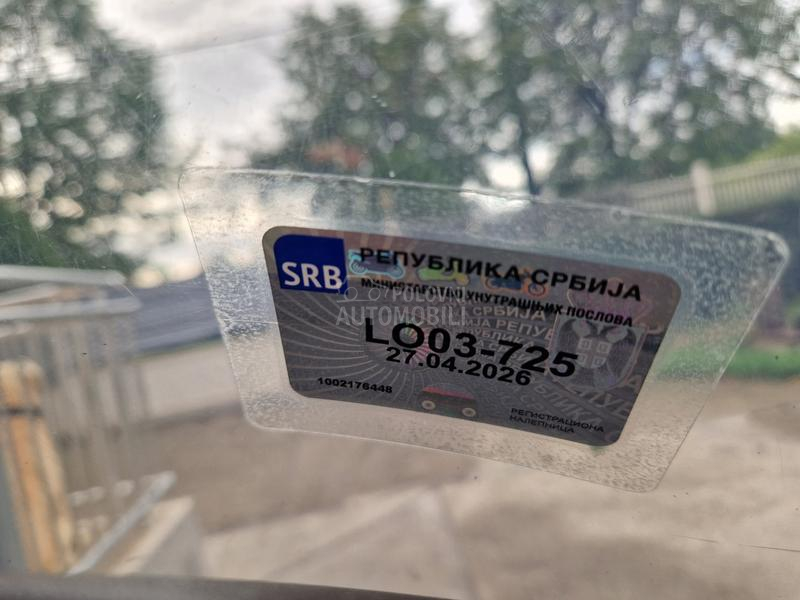 SRB
РЕПУБЛИКА СРБИЈА
МИНИСТАРСТВО УНУТРАШЊИХ ПОСЛОВА
POLOVNI
AUTOMOBILI
LO03-725
27.04.2026
1002176448
РЕГИСТРАЦИОНА
НАЛЕПНИЦА